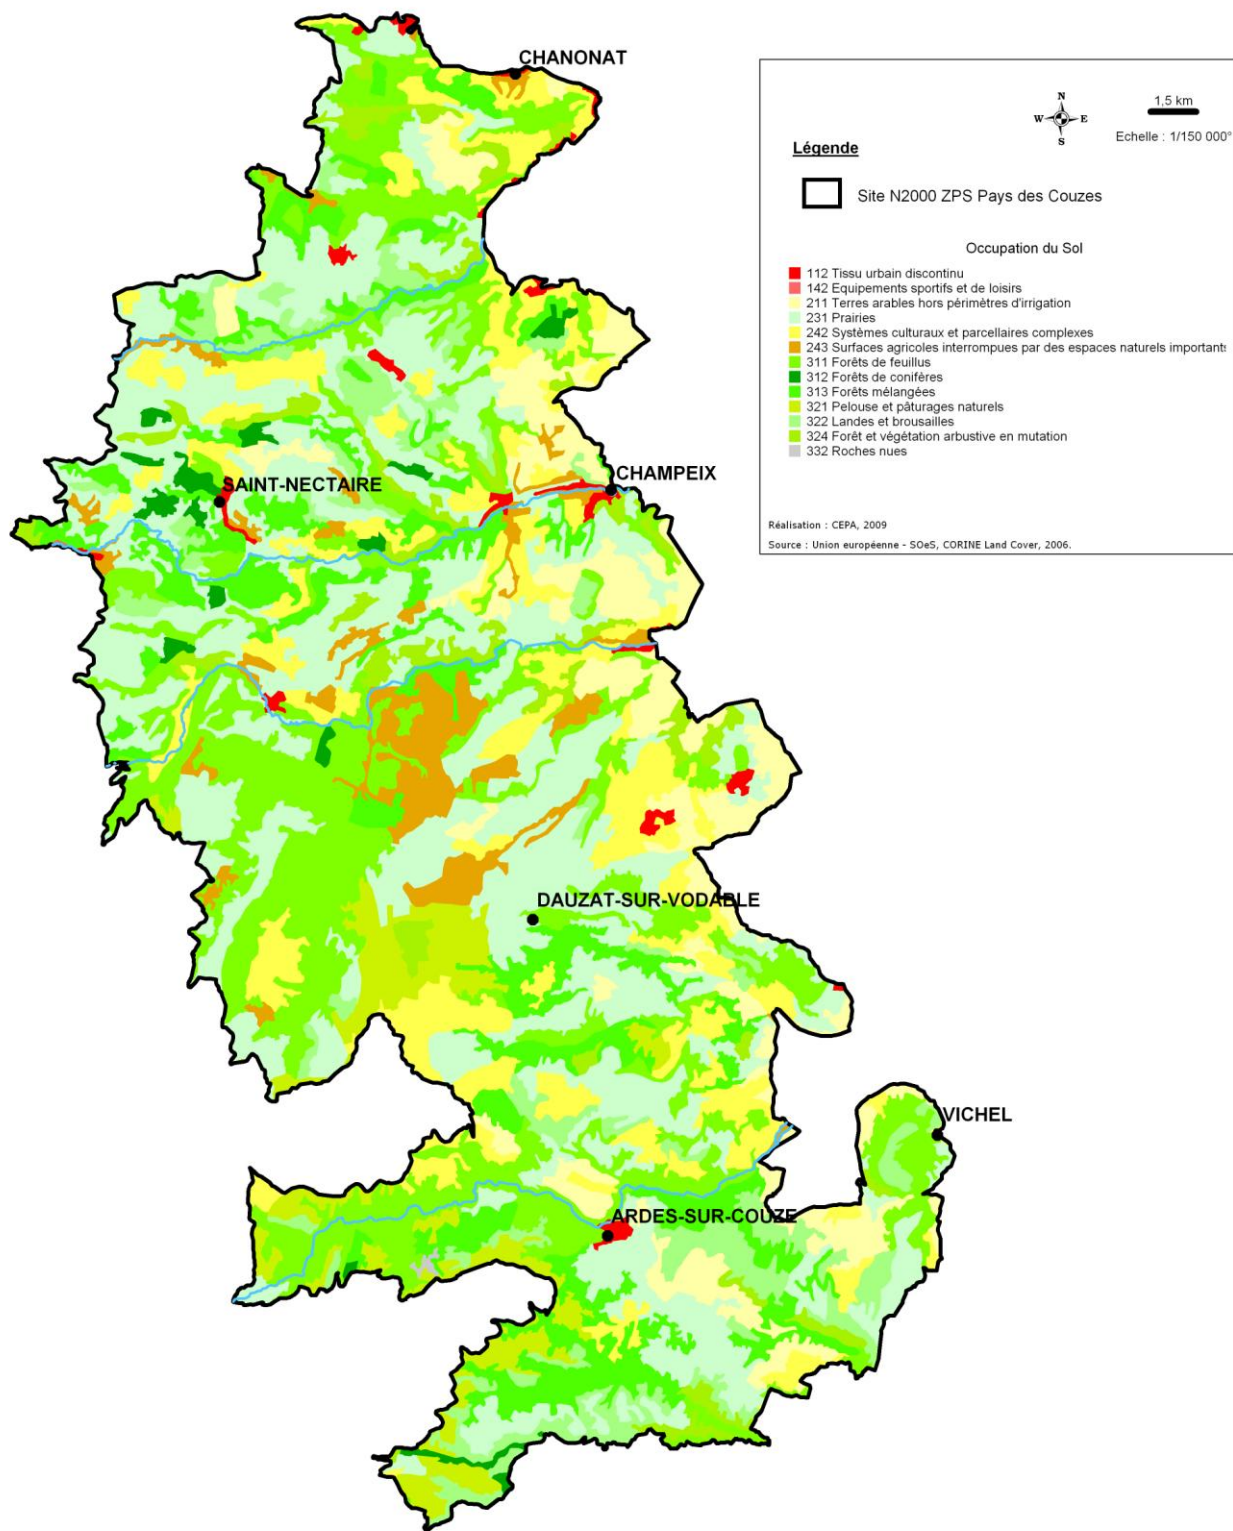 CHANONAT
N
W E
S
1,5 km
Echelle : 1/150 000°
Légende
Site N2000 ZPS Pays des Couzes
Occupation du Sol
112 Tissu urbain discontinu
142 Equipements sportifs et de loisirs
211 Terres arables hors périmètres d'irrigation
231 Prairies
242 Systèmes culturaux et parcellaires complexes
243 Surfaces agricoles interrompues par des espaces naturels importants
311 Forêts de feuillus
312 Forêts de conifères
313 Forêts mélangées
321 Pelouse et pâturages naturels
322 Landes et brousailles
324 Forêt et végétation arbustive en mutation
332 Roches nues
Réalisation : CEPA, 2009
Source : Union européenne - SOeS, CORINE Land Cover, 2006.
CHAMPEIX
SAINT-NECTAIRE
DAUZAT-SUR-VODABLE
VICHEL
ARDES-SUR-COUZE